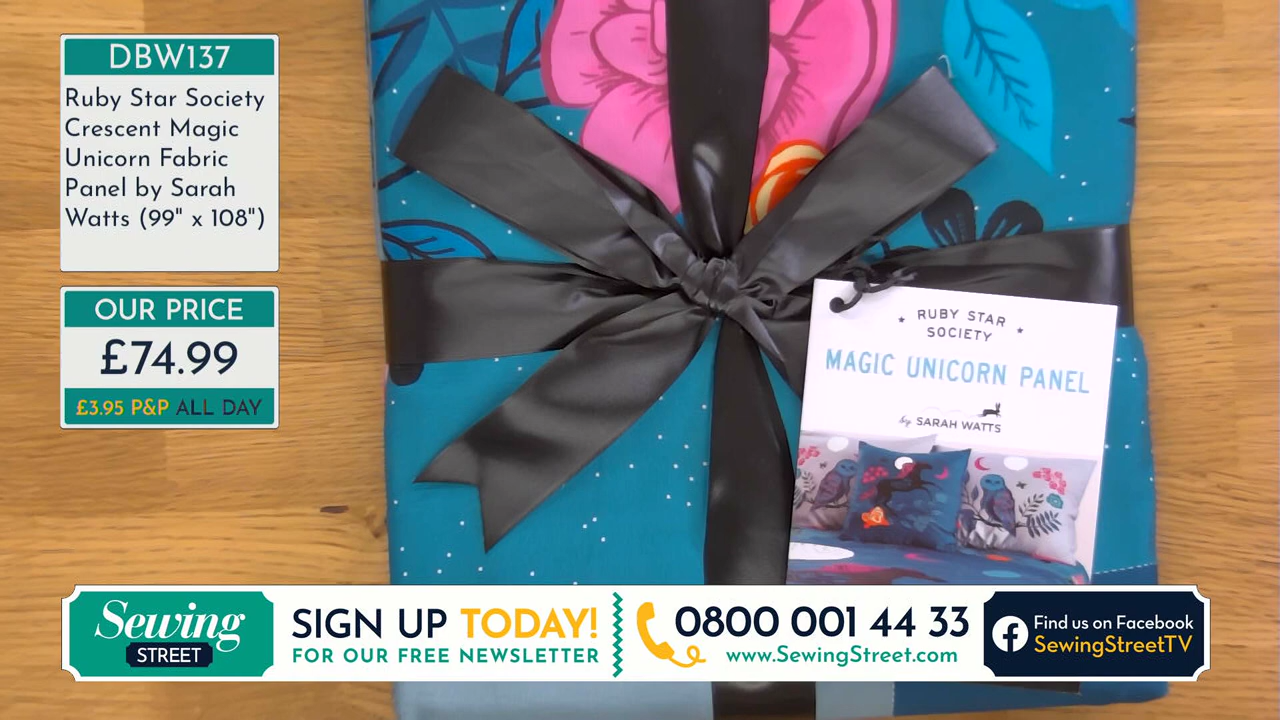 DBW137
Ruby Star Society
Crescent Magic
Unicorn Fabric
Panel by Sarah
Watts (99" x 108")
OUR PRICE
£74.99
£3.95 P&P ALL DAY
RUBY STAR
SOCIETY
MAGIC UNICORN PANEL
by SARAH WATTS
Sewing
STREET
SIGN UP TODAY!
FOR OUR FREE NEWSLETTER
0800 001 44 33
www.SewingStreet.com
Find us on Facebook
SewingStreetTV